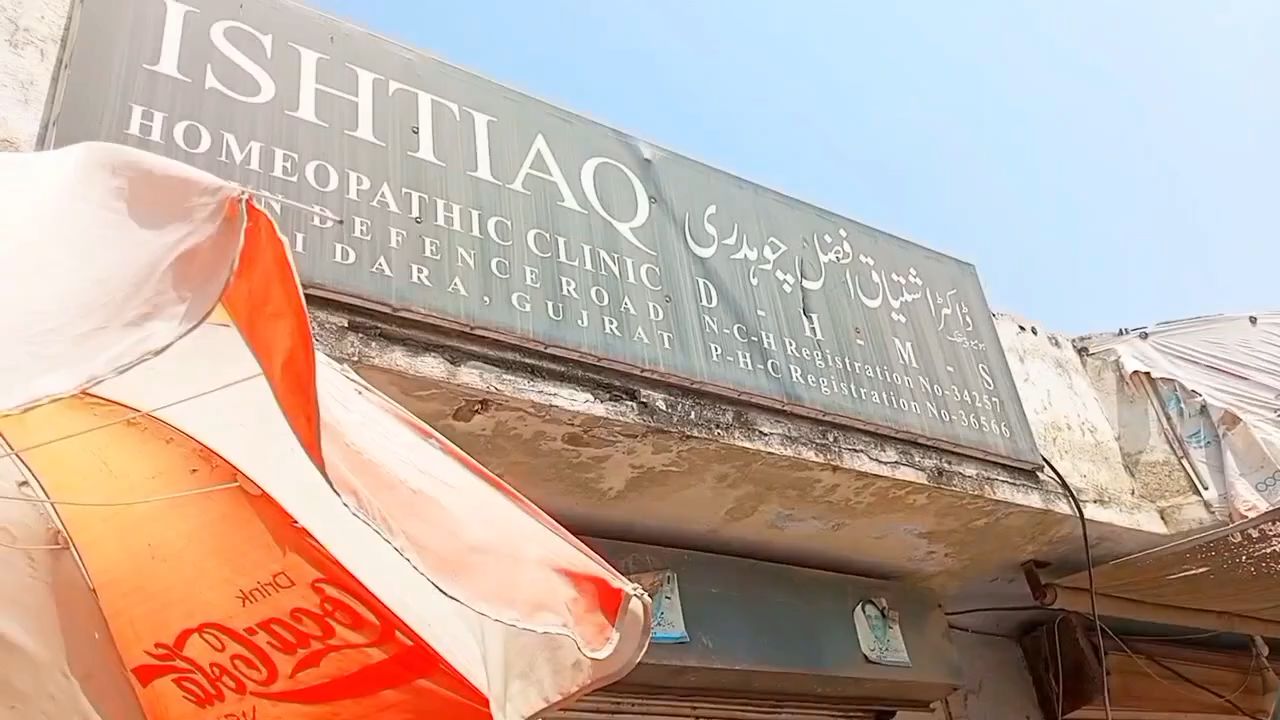 ISHTIAQ
HOMEOPATHIC CLINIC
N DEFENCE ROAD
IDARA, GUJRAT
ڈاکٹر اشتیاق افضل چوہدری
D - H - M - S
N-C-H Registration No-34257
P-H-C Registration No-36566
Drink
Coca-Cola